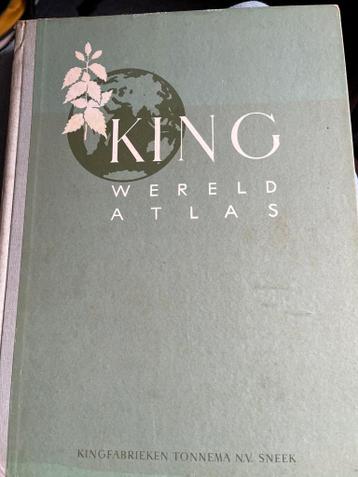 KING
WERELD
ATLAS
KINGFABRIEKEN TONNEMA N.V. SNEEK